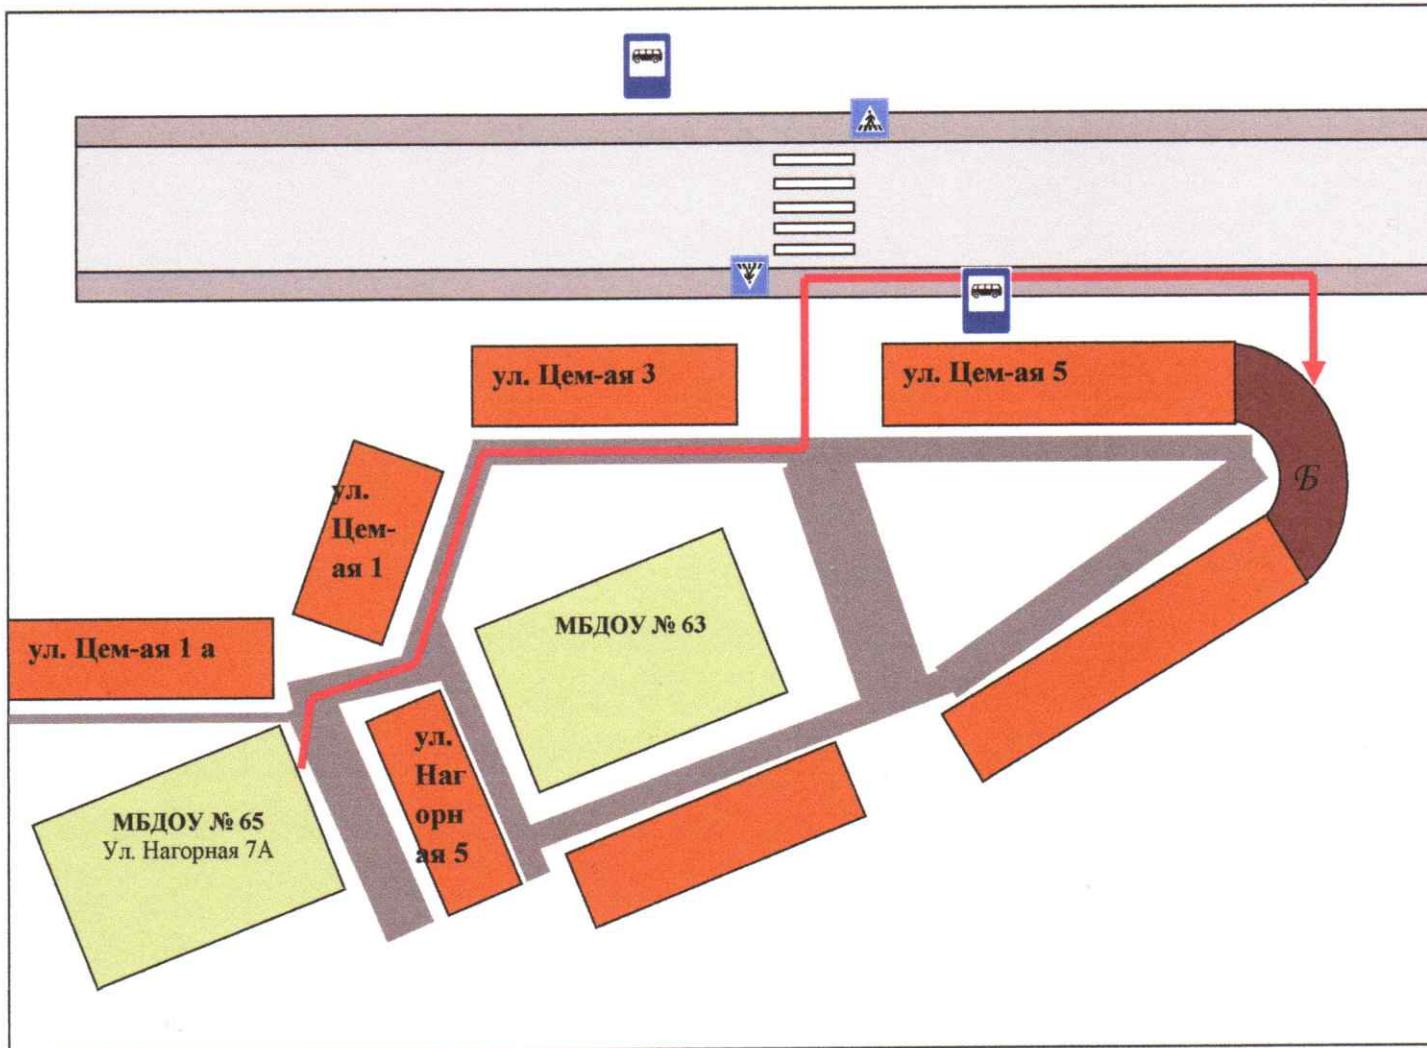 ул. Цем-ая 3
ул. Цем-ая 5
ул.
Цем-
ая 1
Б
МБДОУ № 63
ул. Цем-ая 1 а
ул.
Наг
орн
ая 5
МБДОУ № 65
Ул. Нагорная 7А